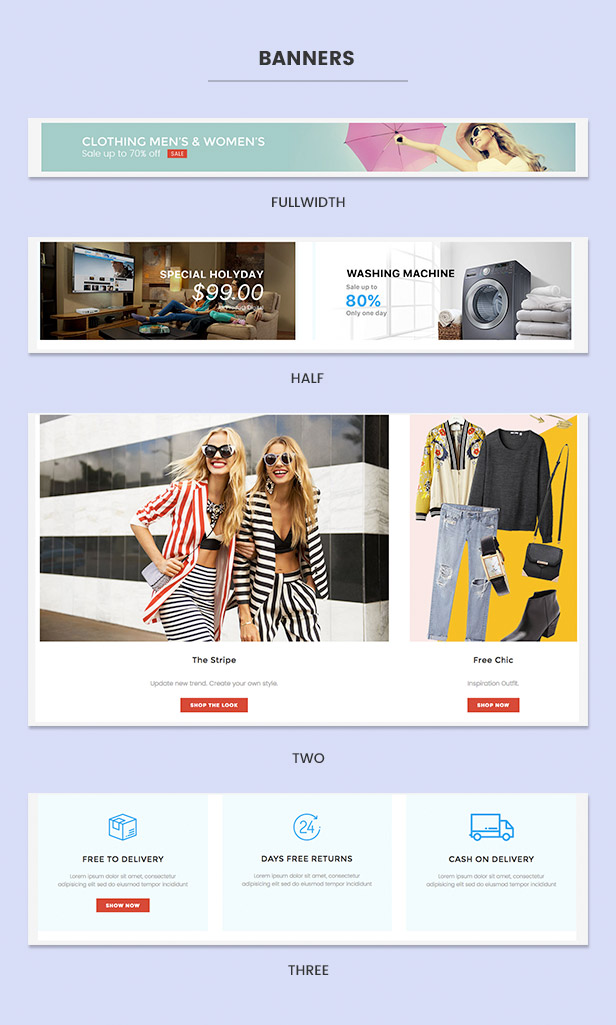 BANNERS
CLOTHING MEN'S & WOMEN'S
Sale up to 70% off SALE
FULLWIDTH
SPECIAL HOLYDAY
$99.00
WASHING MACHINE
Sale up to
80%
Only one day
HALF
The Stripe
Update new trend. Create your own style.
SHOP THE LOOK
Free Chic
Inspiration Outfit.
SHOP NOW
TWO
FREE TO DELIVERY
Lorem ipsum dolor sit amet, consectetur
adipisicing elit sed do eiusmod tempor incididunt
SHOW NOW
24
DAYS FREE RETURNS
Lorem ipsum dolor sit amet, consectetur
adipisicing elit sed do eiusmod tempor incididunt
CASH ON DELIVERY
Lorem ipsum dolor sit amet, consectetur
adipisicing elit sed do eiusmod tempor incididunt
THREE